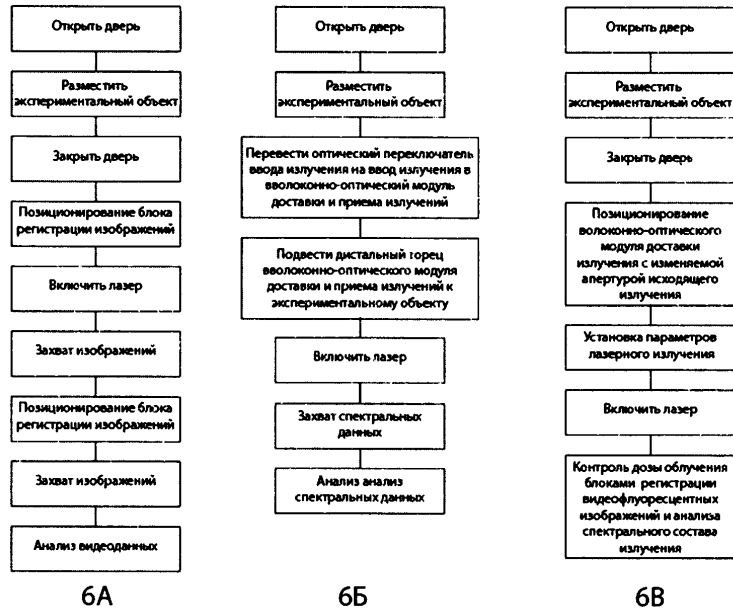 Открыть дверь
Разместить
экспериментальный объект
Закрыть дверь
Позиционирование блока
регистрации изображений
Включить лазер
Захват изображений
Позиционирование блока
регистрации изображений
Захват изображений
Анализ видеоданных
6А
Открыть дверь
Разместить
экспериментальный объект
Перевести оптический переключатель
ввода излучения на ввод излучения в
вволоконно-оптический модуль
доставки и приема излучений
Подвести дистальный торец
вволоконно-оптического модуля
доставки и приема излучений к
экспериментальному объекту
Включить лазер
Захват спектральных
данных
Анализ анализ
спектральных данных
6Б
Открыть дверь
Разместить
экспериментальный объект
Закрыть дверь
Позиционирование
волоконно-оптического
модуля доставки
излучения с изменяемой
апертурой исходящего
излучения
Установка параметров
лазерного излучения
Включить лазер
Контроль дозы облучения
блоками регистрации
видеофлуоресцентных
изображений и анализа
спектрального состава
излучения
6В